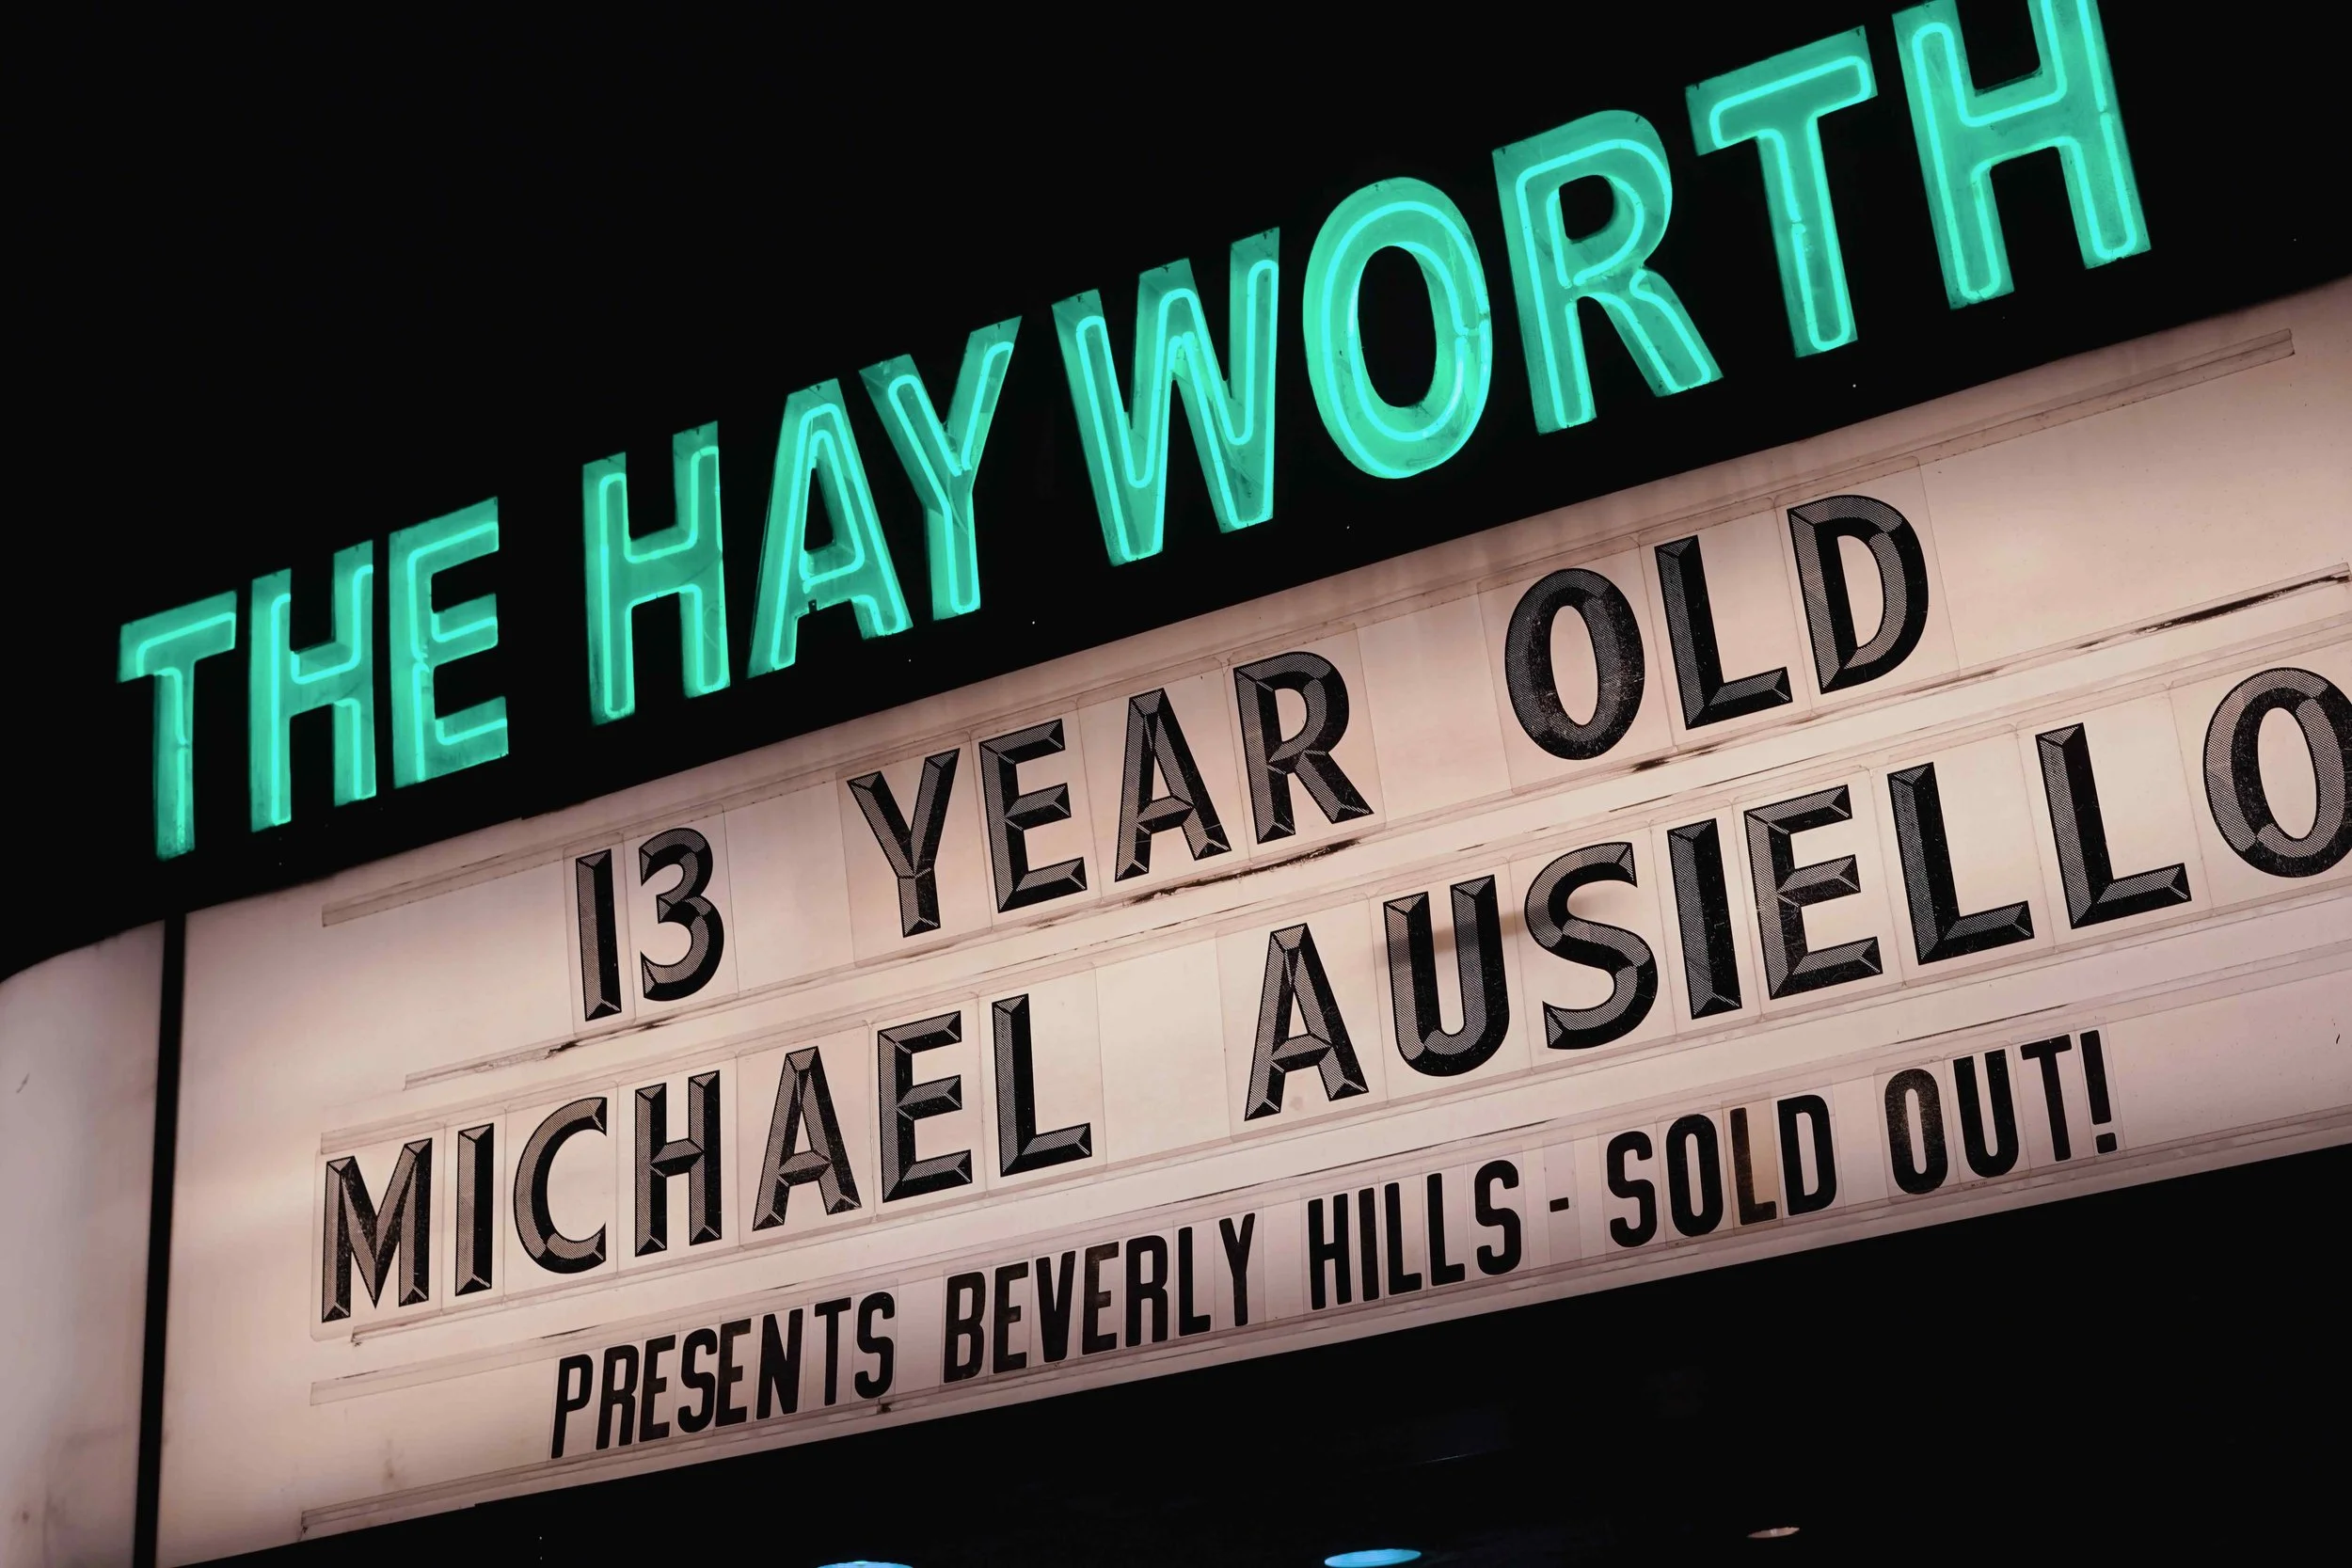 THE HAYWORTH
13 YEAR OLD
MICHAEL AUSIELLO
PRESENTS BEVERLY HILLS - SOLD OUT!